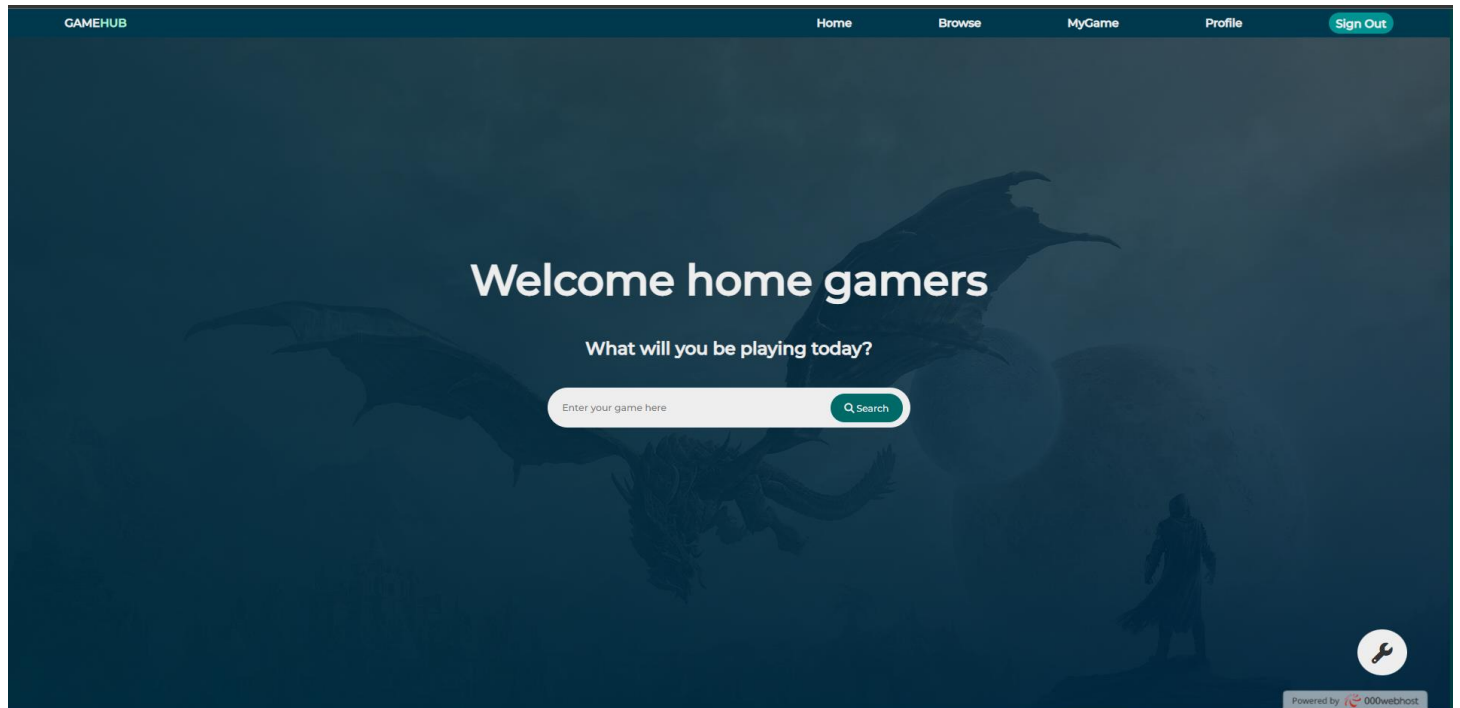 GAMEHUB
Home
Browse
MyGame
Profile
Sign Out
Welcome home gamers
What will you be playing today?
Enter your game here
Search
Powered by 000webhost